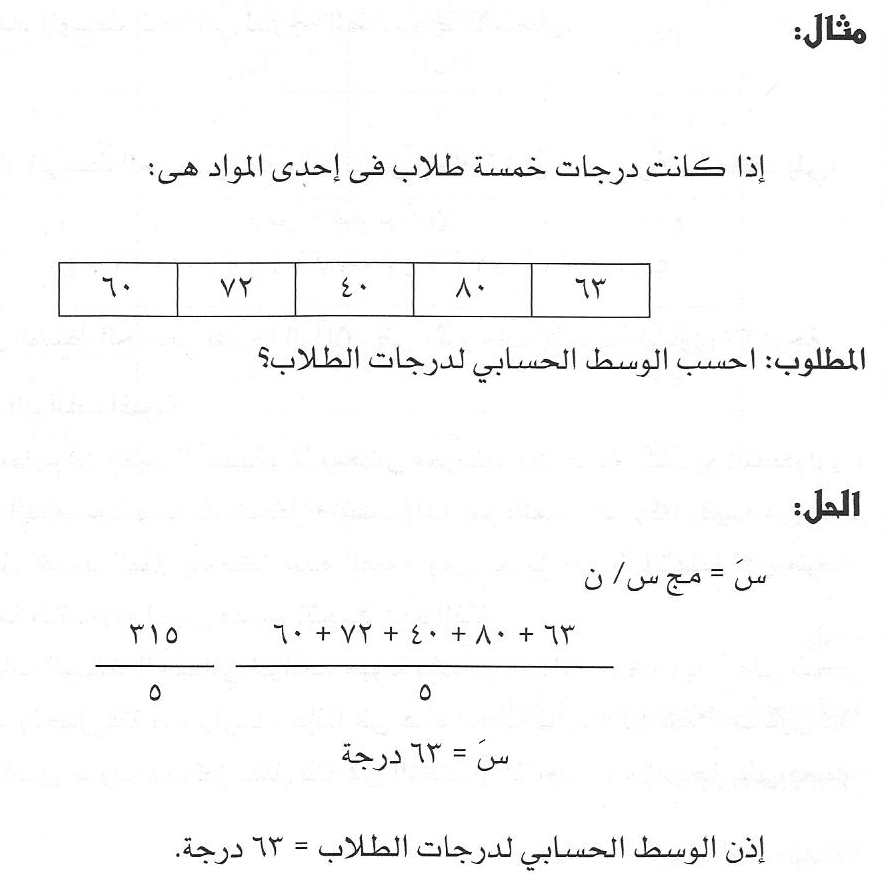 مثال:
إذا كانت درجات خمسة طلاب فى إحدى المواد هى:
٦٣ ٨٠ ٤٠ ٧٢ ٦٠
المطلوب: احسب الوسط الحسابي لدرجات الطلاب؟
الحل:
سَ = مج س/ ن
٦٣ + ٨٠ + ٤٠ + ٧٢ + ٦٠ ٣١٥
٥ ٥
سَ = ٦٣ درجة
إذن الوسط الحسابي لدرجات الطلاب = ٦٣ درجة.